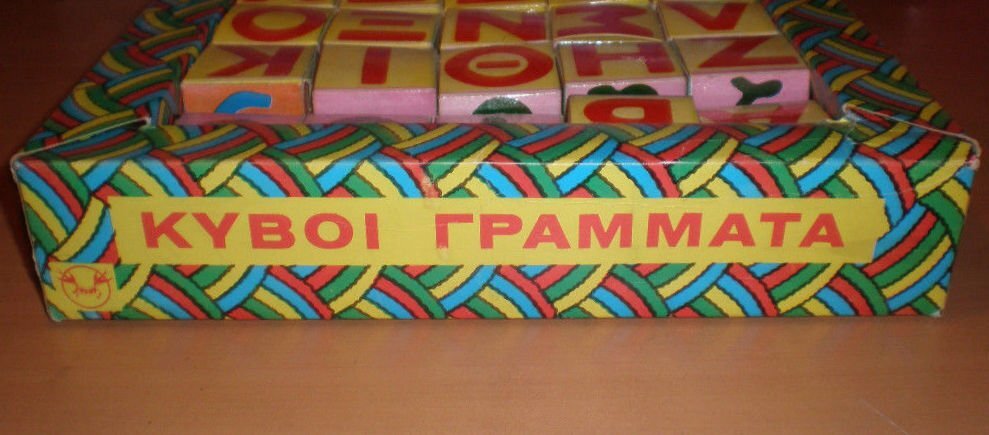 Ο Ξ Ν Μ Λ
Κ Ι Θ Η Ζ
ΚΥΒΟΙ ΓΡΑΜΜΑΤΑ